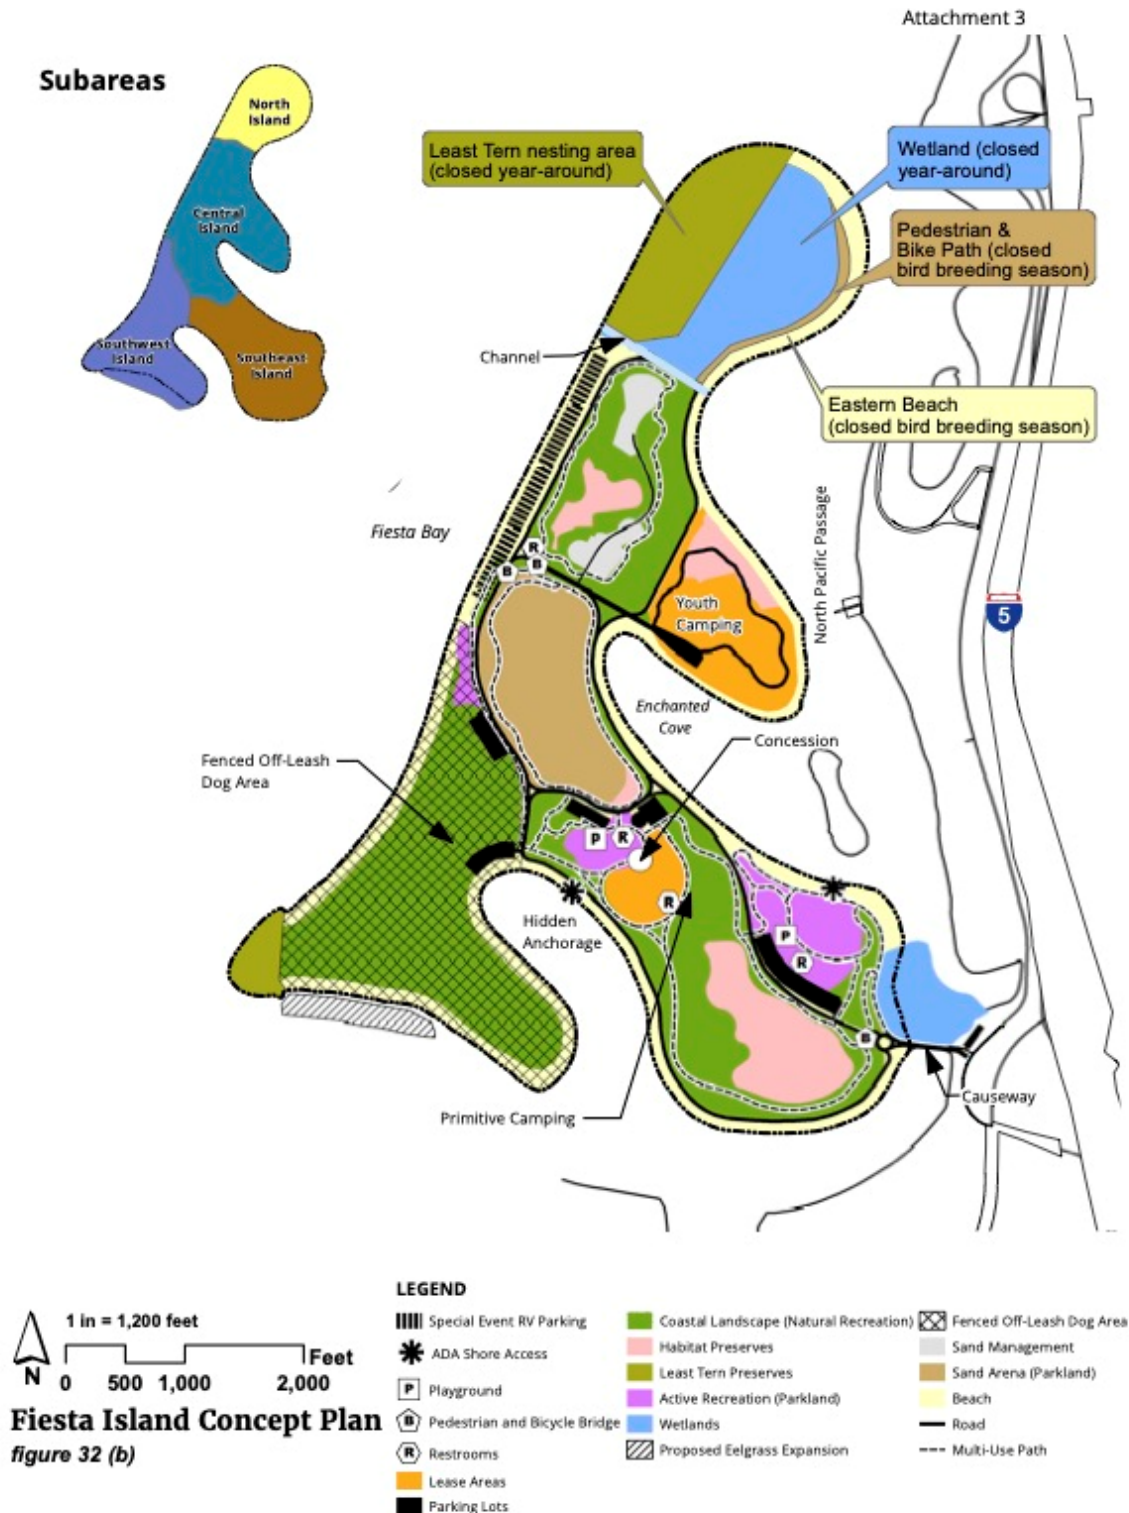 Attachment 3
Subareas
North
Island
Central
Island
Southwest
Island
Southeast
Island
Least Tern nesting area
(closed year-around)
Wetland (closed
year-around)
Pedestrian &
Bike Path (closed
bird breeding season)
Channel
Eastern Beach
(closed bird breeding season)
Fiesta Bay
North Pacific Passage
R
B
B
Youth
Camping
5
Enchanted
Cove
Concession
Fenced Off-Leash
Dog Area
P
R
R
Hidden
Anchorage
P
R
B
Causeway
Primitive Camping
1 in = 1,200 feet
Feet
N
0 500 1,000 2,000
Fiesta Island Concept Plan
figure 32 (b)
LEGEND
Special Event RV Parking
ADA Shore Access
P Playground
B Pedestrian and Bicycle Bridge
R Restrooms
Lease Areas
Parking Lots
Coastal Landscape (Natural Recreation)
Habitat Preserves
Least Tern Preserves
Active Recreation (Parkland)
Wetlands
Proposed Eelgrass Expansion
Fenced Off-Leash Dog Area
Sand Management
Sand Arena (Parkland)
Beach
Road
Multi-Use Path